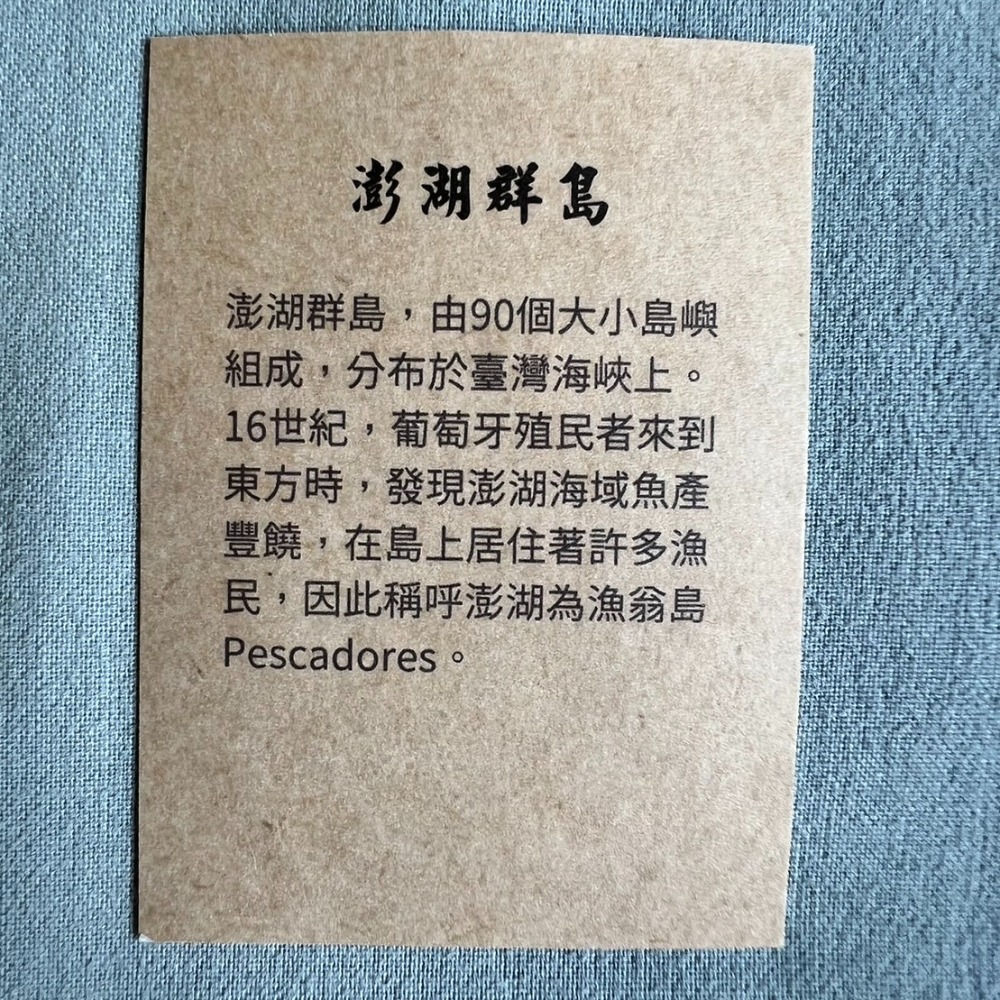 澎湖群島
澎湖群島，由90個大小島嶼
組成，分布於臺灣海峽上。
16世紀，葡萄牙殖民者來到
東方時，發現澎湖海域魚產
豐饒，在島上居住著許多漁
民，因此稱呼澎湖為漁翁島
Pescadores。